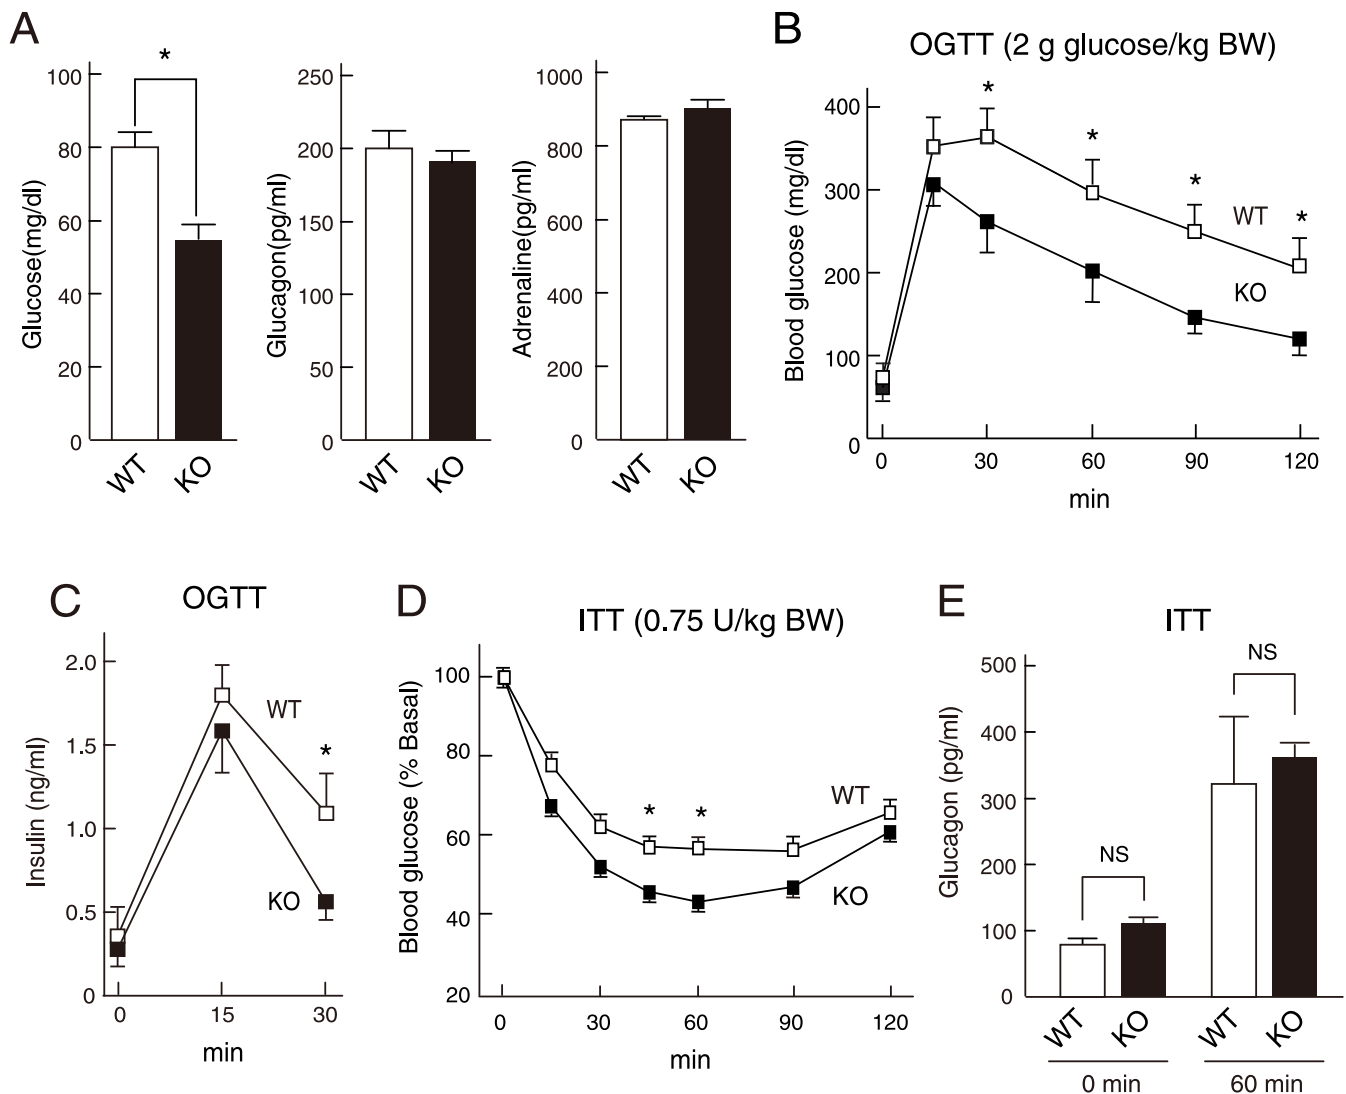 A
*
Glucose(mg/dl)
100
80
60
40
20
0
WT
KO
Glucagon(pg/ml)
250
200
150
100
50
0
WT
KO
Adrenaline(pg/ml)
1000
800
600
400
200
0
WT
KO
B
OGTT (2 g glucose/kg BW)
Blood glucose (mg/dl)
400
300
200
100
0
*
*
*
*
*
WT
KO
0 30 60 90 120
min
C
OGTT
Insulin (ng/ml)
2.0
1.5
1.0
0.5
0
WT
*
KO
0 15 30
min
D
ITT (0.75 U/kg BW)
Blood glucose (% Basal)
100
80
60
40
20
* *
WT
KO
0 30 60 90 120
min
E
ITT
Glucagon (pg/ml)
500
400
300
200
100
0
NS
NS
WT
KO
WT
KO
0 min
60 min